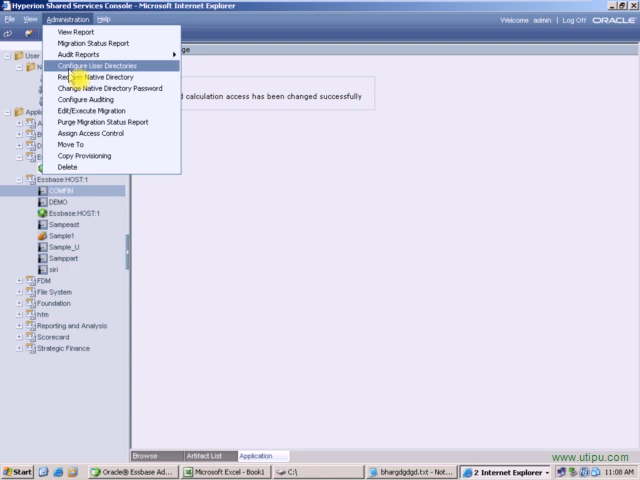 Hyperion Shared Services Console - Microsoft Internet Explorer
File View Administration Help
Welcome admin | Log Off ORACLE
View Report
Migration Status Report
Audit Reports
Configure User Directories
Native Directory
Change Native Directory Password
Configure Auditing
Edit/Execute Migration
Purge Migration Status Report
Assign Access Control
Move To
Copy Provisioning
Delete
ge
d calculation access has been changed successfully
User
N
Applic
A
B
D
Es
Essbase:HOST:1
COMFIN
DEMO
Essbase:HOST:1
Sampeast
Sample1
Sample_U
Samppart
siri
FDM
File System
Foundation
htm
Reporting and Analysis
Scorecard
Strategic Finance
Browse Artifact List Application
www.utipu.com
Start Oracle® Essbase Ad... Microsoft Excel - Book1 C:\ bhargdgdgd.txt - Not... 2 Internet Explorer 11:08 AM